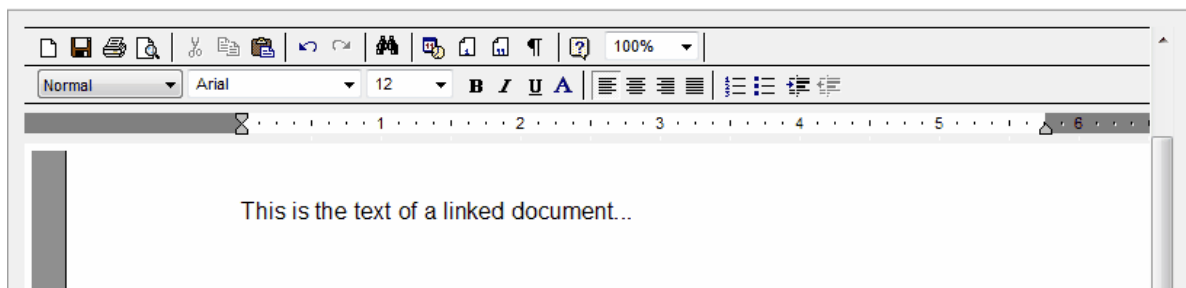 100%
Normal Arial 12 B I U A
1 2 3 4 5 6
This is the text of a linked document...